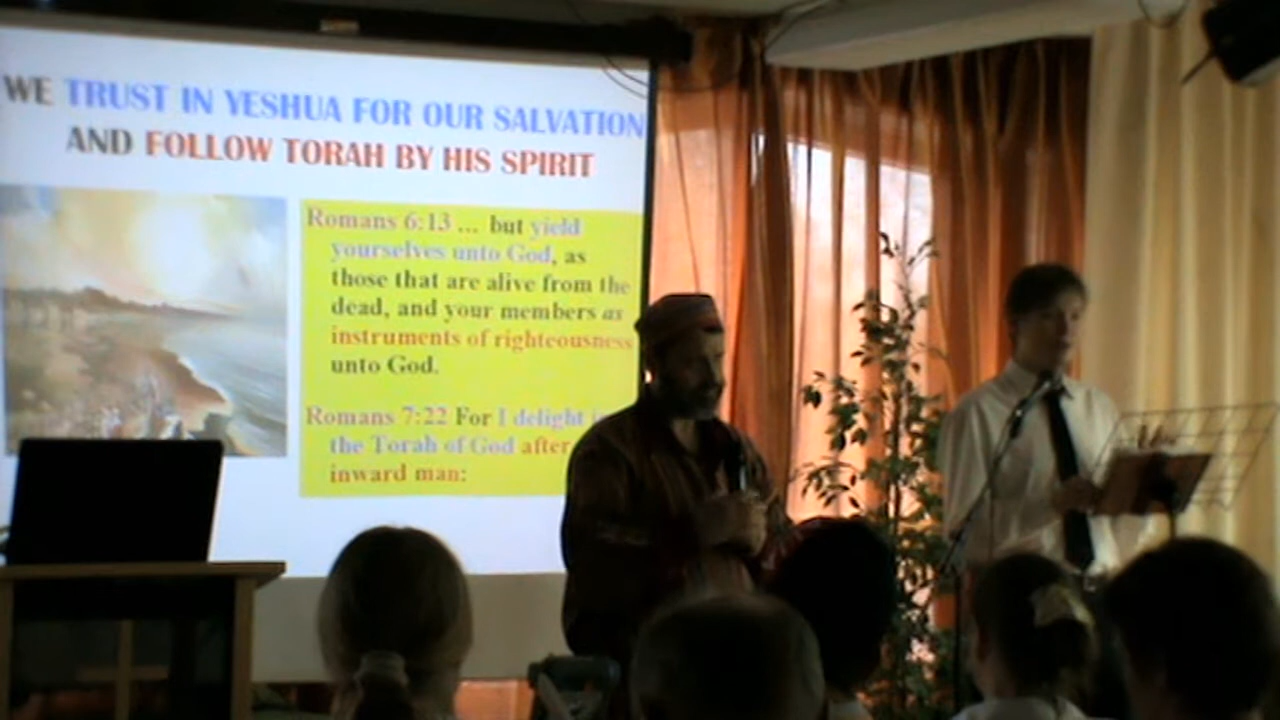 WE TRUST IN YESHUA FOR OUR SALVATION
AND FOLLOW TORAH BY HIS SPIRIT
Romans 6:13 ... but yield
yourselves unto God, as
those that are alive from the
dead, and your members as
instruments of righteousness
unto God.
Romans 7:22 For I delight
the Torah of God after
inward man: